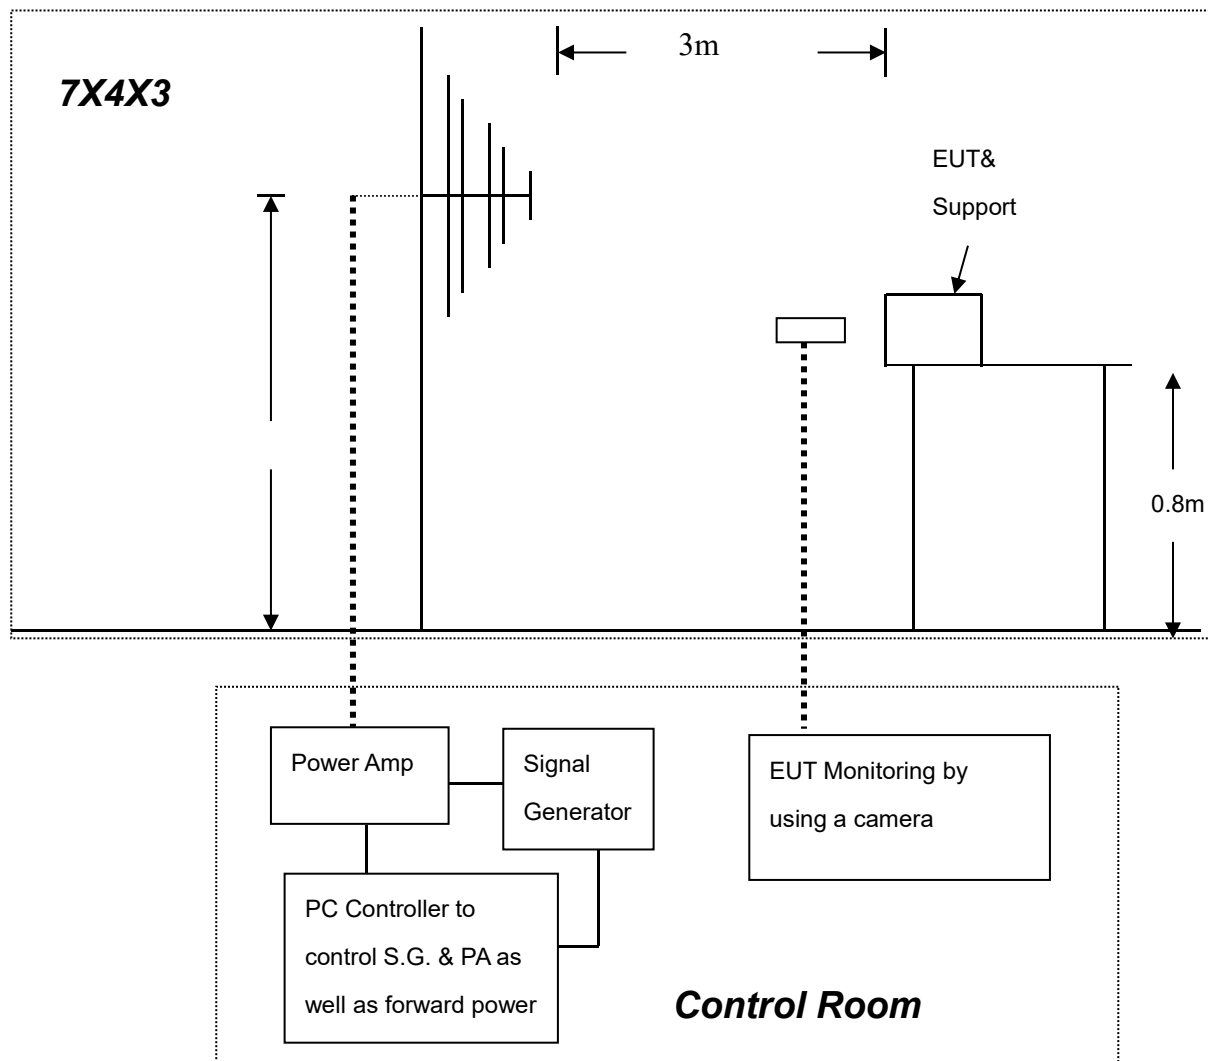 3m
7X4X3
EUT&
Support
0.8m
Power Amp
Signal
Generator
EUT Monitoring by
using a camera
PC Controller to
control S.G. & PA as
well as forward power
Control Room